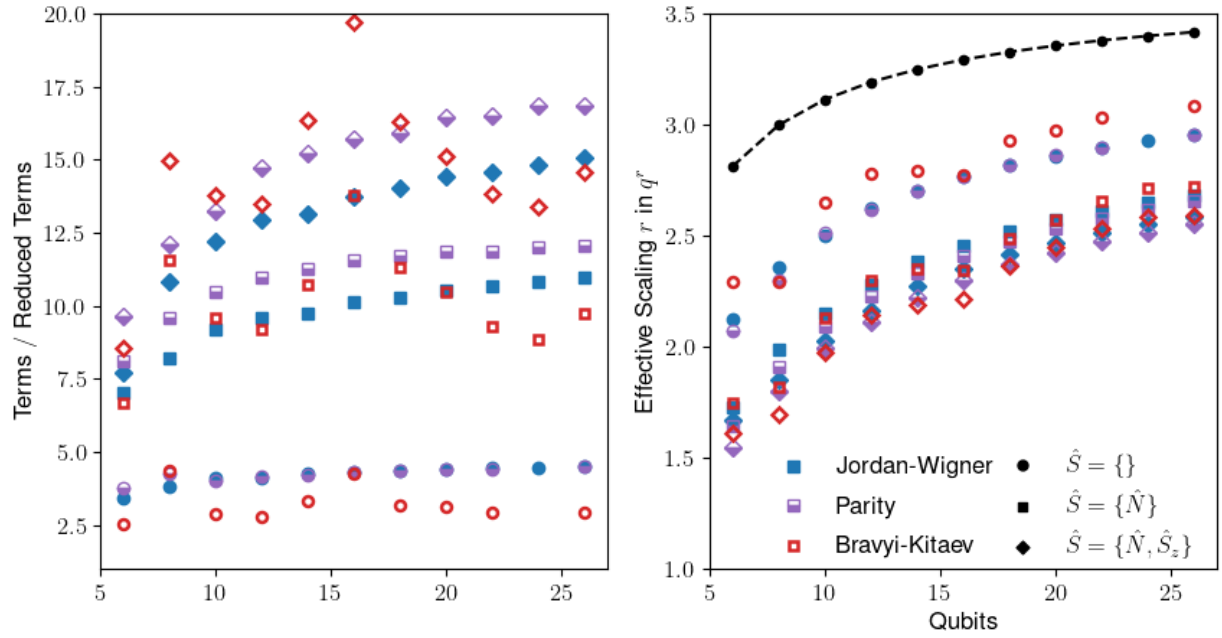 Terms / Reduced Terms
20.0
17.5
15.0
12.5
10.0
7.5
5.0
2.5
5
10
15
20
25
Effective Scaling r in q^r
3.5
3.0
2.5
2.0
1.5
1.0
Jordan-Wigner
Parity
Bravyi-Kitaev
Ŝ = {}
Ŝ = {N̂}
Ŝ = {N̂, Ŝ_z}
5
10
15
20
25
Qubits